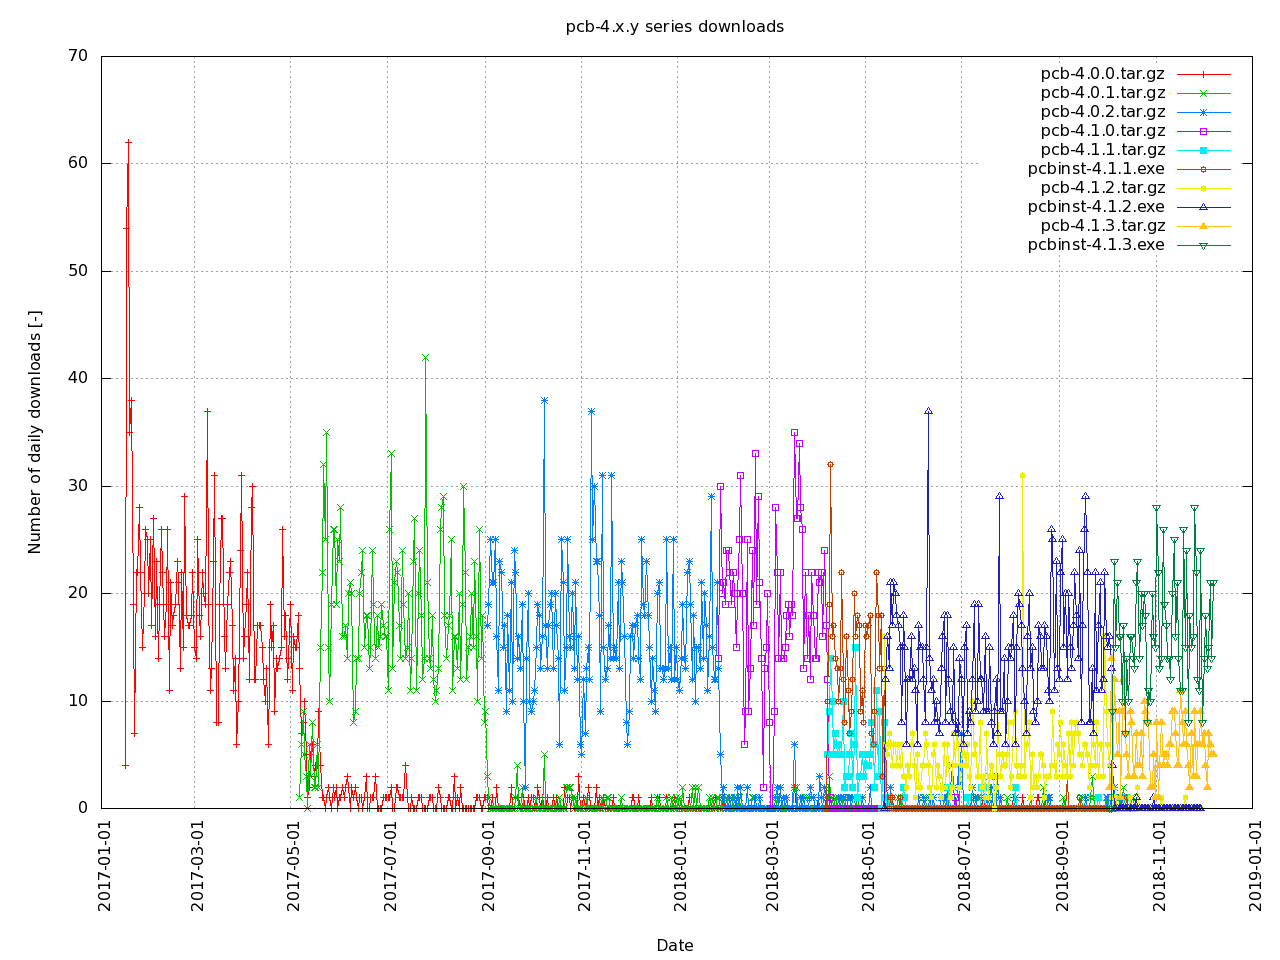 pcb-4.x.y series downloads
70
60
50
40
30
20
10
0
Number of daily downloads [-]
pcb-4.0.0.tar.gz
pcb-4.0.1.tar.gz
pcb-4.0.2.tar.gz
pcb-4.1.0.tar.gz
pcb-4.1.1.tar.gz
pcbinst-4.1.1.exe
pcb-4.1.2.tar.gz
pcbinst-4.1.2.exe
pcb-4.1.3.tar.gz
pcbinst-4.1.3.exe
2017-01-01
2017-03-01
2017-05-01
2017-07-01
2017-09-01
2017-11-01
2018-01-01
2018-03-01
2018-05-01
2018-07-01
2018-09-01
2018-11-01
2019-01-01
Date